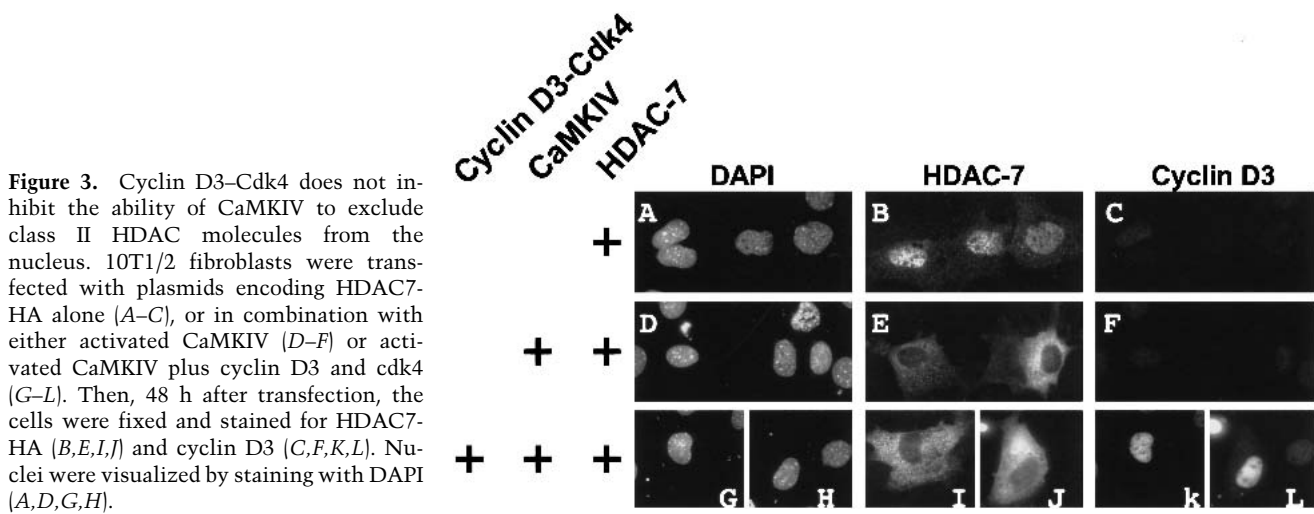 Figure 3. Cyclin D3–Cdk4 does not in-
hibit the ability of CaMKIV to exclude
class II HDAC molecules from the
nucleus. 10T1/2 fibroblasts were trans-
fected with plasmids encoding HDAC7-
HA alone (A–C), or in combination with
either activated CaMKIV (D–F) or acti-
vated CaMKIV plus cyclin D3 and cdk4
(G–L). Then, 48 h after transfection, the
cells were fixed and stained for HDAC7-
HA (B,E,I,J) and cyclin D3 (C,F,K,L). Nu-
clei were visualized by staining with DAPI
(A,D,G,H).
Cyclin D3-Cdk4
CaMKIV
HDAC-7
DAPI HDAC-7 Cyclin D3
+ A B C
+ + D E F
+ + + G H I J k L